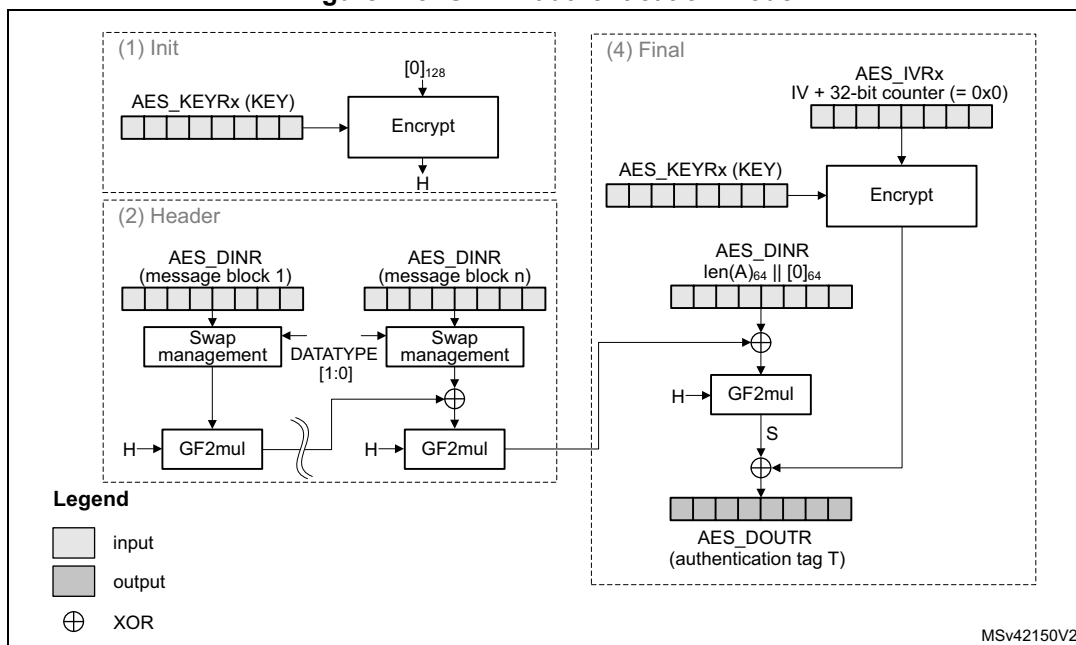 (1) Init
[0]128
AES_KEYRx (KEY)
Encrypt
H
(2) Header
AES_DINR
(message block 1)
AES_DINR
(message block n)
Swap
management
DATATYPE
[1:0]
Swap
management
H
GF2mul
H
GF2mul
(4) Final
AES_IVRx
IV + 32-bit counter (= 0x0)
AES_KEYRx (KEY)
Encrypt
AES_DINR
len(A)64 || [0]64
H
GF2mul
S
AES_DOUTR
(authentication tag T)
Legend
input
output
XOR
MSv42150V2